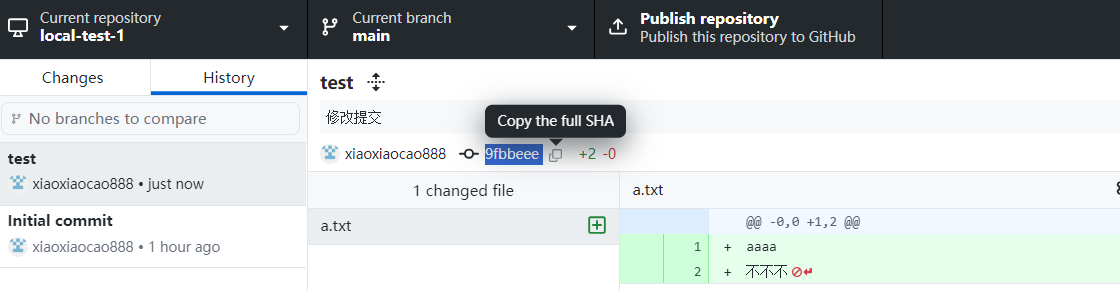 Current repository
local-test-1
Current branch
main
Publish repository
Publish this repository to GitHub
Changes
History
No branches to compare
test
xiaoxiaocao888 • just now
Initial commit
xiaoxiaocao888 • 1 hour ago
test
修改提交
Copy the full SHA
xiaoxiaocao888 9fbbeee +2 -0
1 changed file
a.txt
a.txt
@@ -0,0 +1,2 @@
1 + aaaa
2 + 不不不